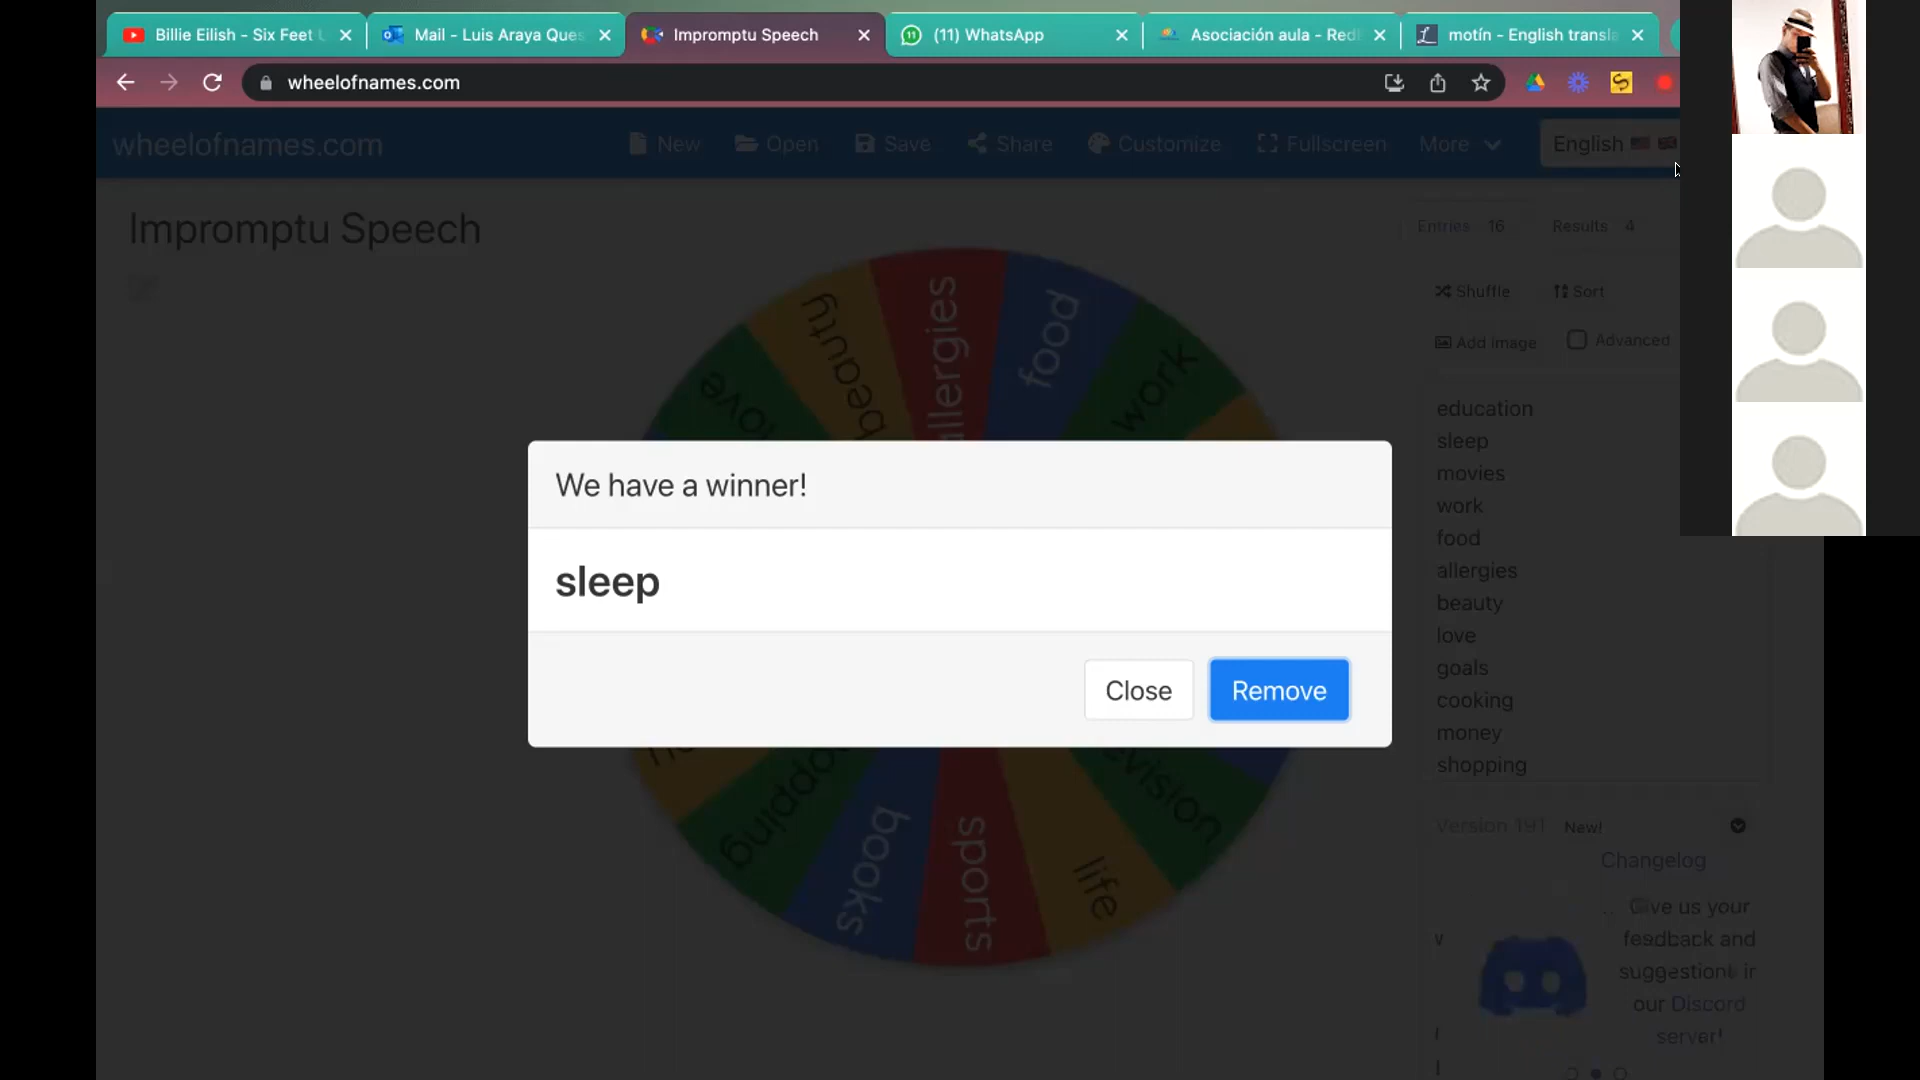 Billie Eilish - Six Feet U
Mail - Luis Araya Ques
Impromptu Speech
(11) WhatsApp
Asociación aula - Red
motín - English transla
wheelofnames.com
wheelofnames.com
New
Open
Save
Share
Customize
Fullscreen
More
English
Impromptu Speech
Entries 16
Results 4
Shuffle
Sort
Add image
Advanced
love
beauty
allergies
food
work
We have a winner!
sleep
Close
Remove
opping
books
sports
life
evision
education
sleep
movies
work
food
allergies
beauty
love
goals
cooking
money
shopping
Version 191 New!
Changelog
Give us your
feedback and
suggestions in
our Discord
server!